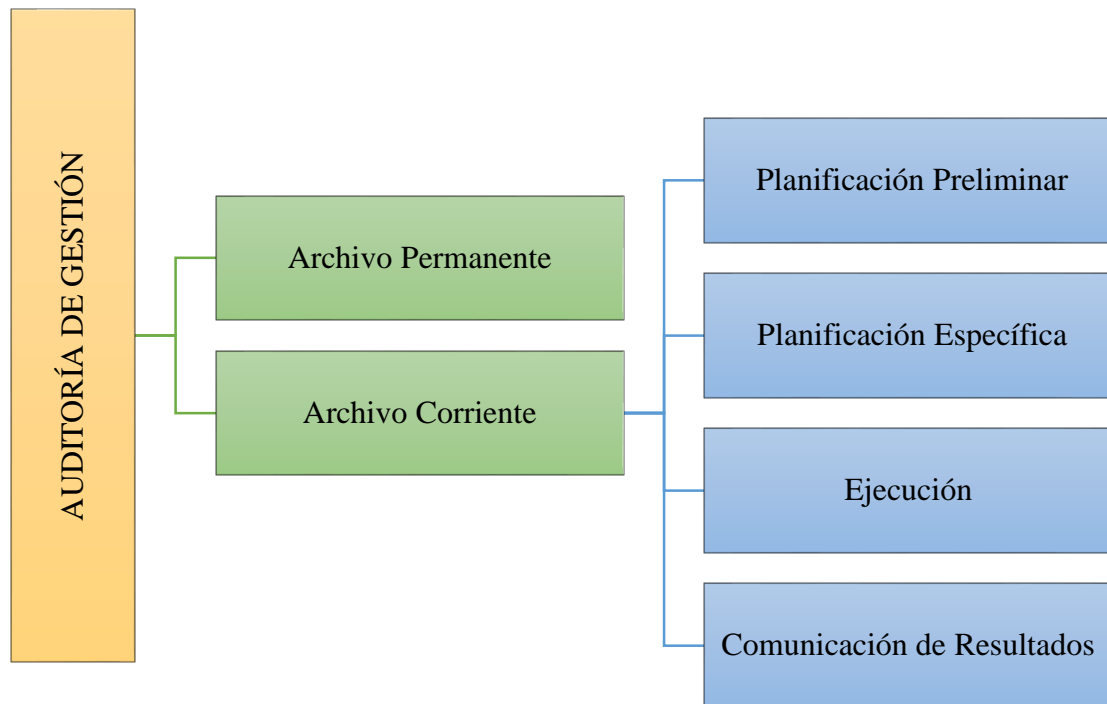 AUDITORÍA DE GESTIÓN
Archivo Permanente
Archivo Corriente
Planificación Preliminar
Planificación Específica
Ejecución
Comunicación de Resultados